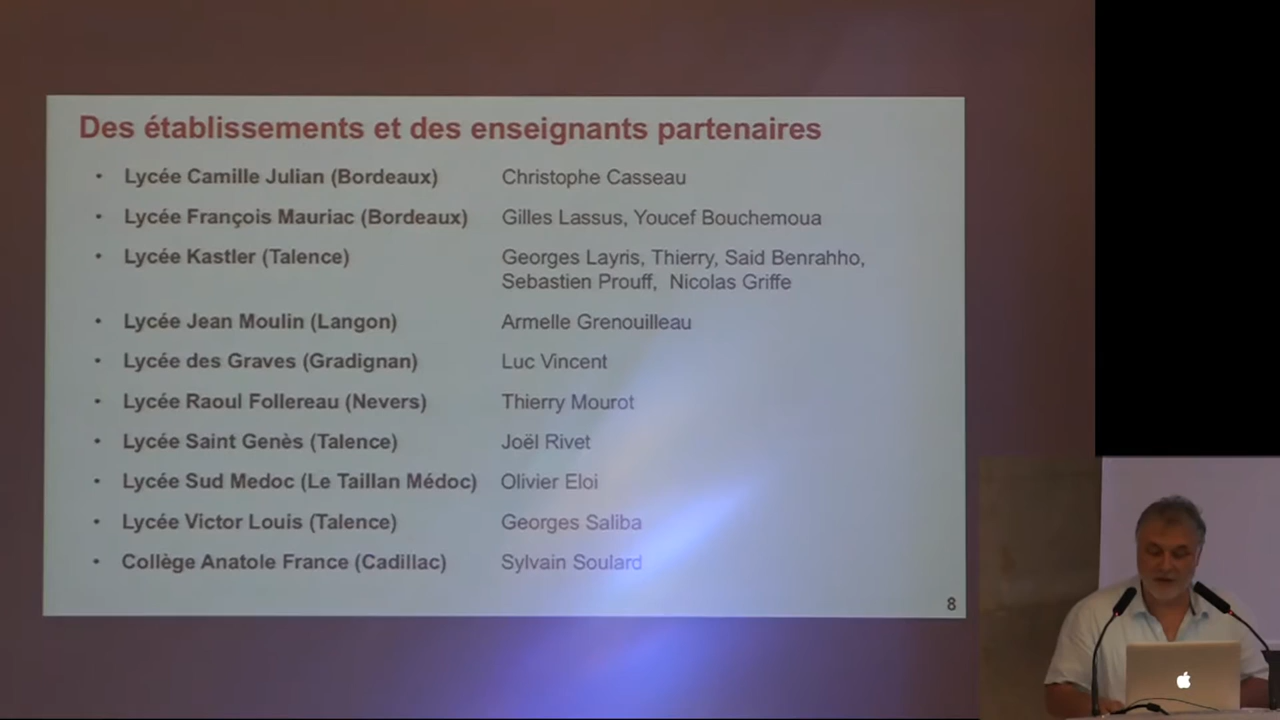 Des établissements et des enseignants partenaires
• Lycée Camille Julian (Bordeaux) Christophe Casseau
• Lycée François Mauriac (Bordeaux) Gilles Lassus, Youcef Bouchemoua
• Lycée Kastler (Talence) Georges Layris, Thierry, Said Benrahho,
Sebastien Prouff, Nicolas Griffe
• Lycée Jean Moulin (Langon) Armelle Grenouilleau
• Lycée des Graves (Gradignan) Luc Vincent
• Lycée Raoul Follereau (Nevers) Thierry Mourot
• Lycée Saint Genès (Talence) Joël Rivet
• Lycée Sud Medoc (Le Taillan Médoc) Olivier Eloi
• Lycée Victor Louis (Talence) Georges Saliba
• Collège Anatole France (Cadillac) Sylvain Soulard
8